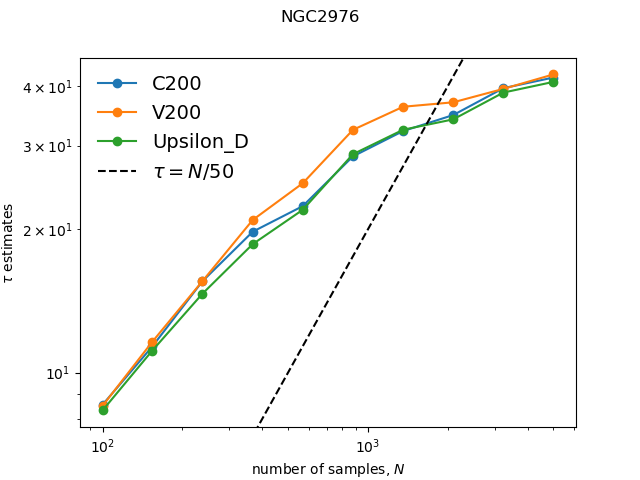 NGC2976
C200
V200
Upsilon_D
τ = N/50
4 × 10¹
3 × 10¹
2 × 10¹
10¹
τ estimates
10² 10³
number of samples, N